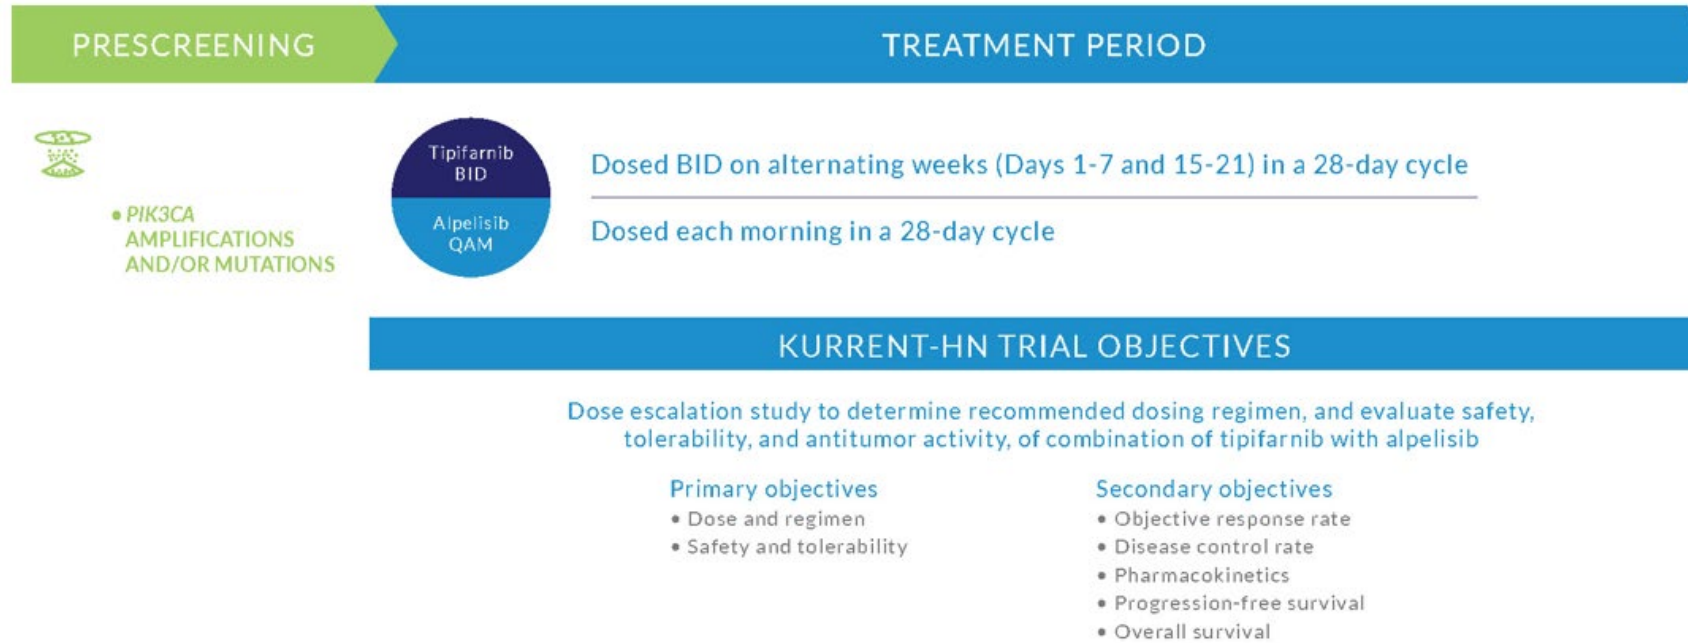 PRESCREENING
TREATMENT PERIOD
• PIK3CA
AMPLIFICATIONS
AND/OR MUTATIONS
Tipifarnib
BID
Alpelisib
QAM
Dosed BID on alternating weeks (Days 1-7 and 15-21) in a 28-day cycle
Dosed each morning in a 28-day cycle
KURRENT-HN TRIAL OBJECTIVES
Dose escalation study to determine recommended dosing regimen, and evaluate safety,
tolerability, and antitumor activity, of combination of tipifarnib with alpelisib
Primary objectives
• Dose and regimen
• Safety and tolerability
Secondary objectives
• Objective response rate
• Disease control rate
• Pharmacokinetics
• Progression-free survival
• Overall survival